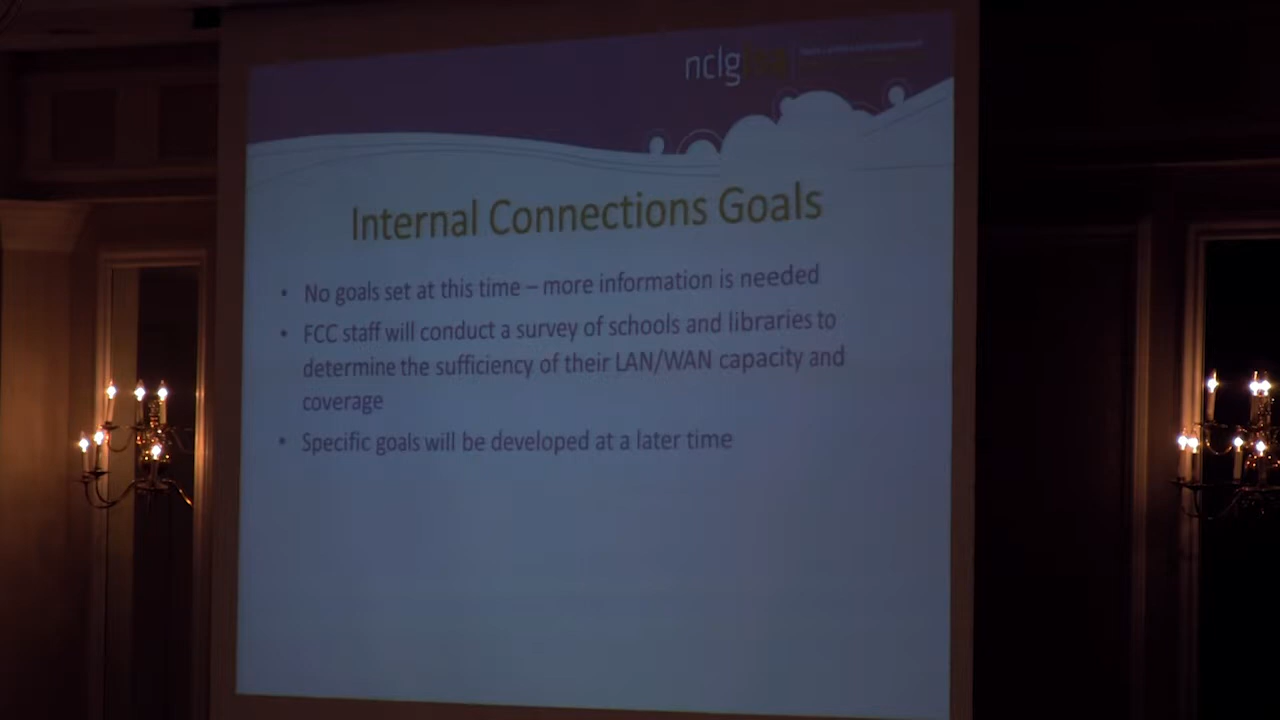 nclg
Internal Connections Goals
• No goals set at this time – more information is needed
• FCC staff will conduct a survey of schools and libraries to
determine the sufficiency of their LAN/WAN capacity and
coverage
• Specific goals will be developed at a later time